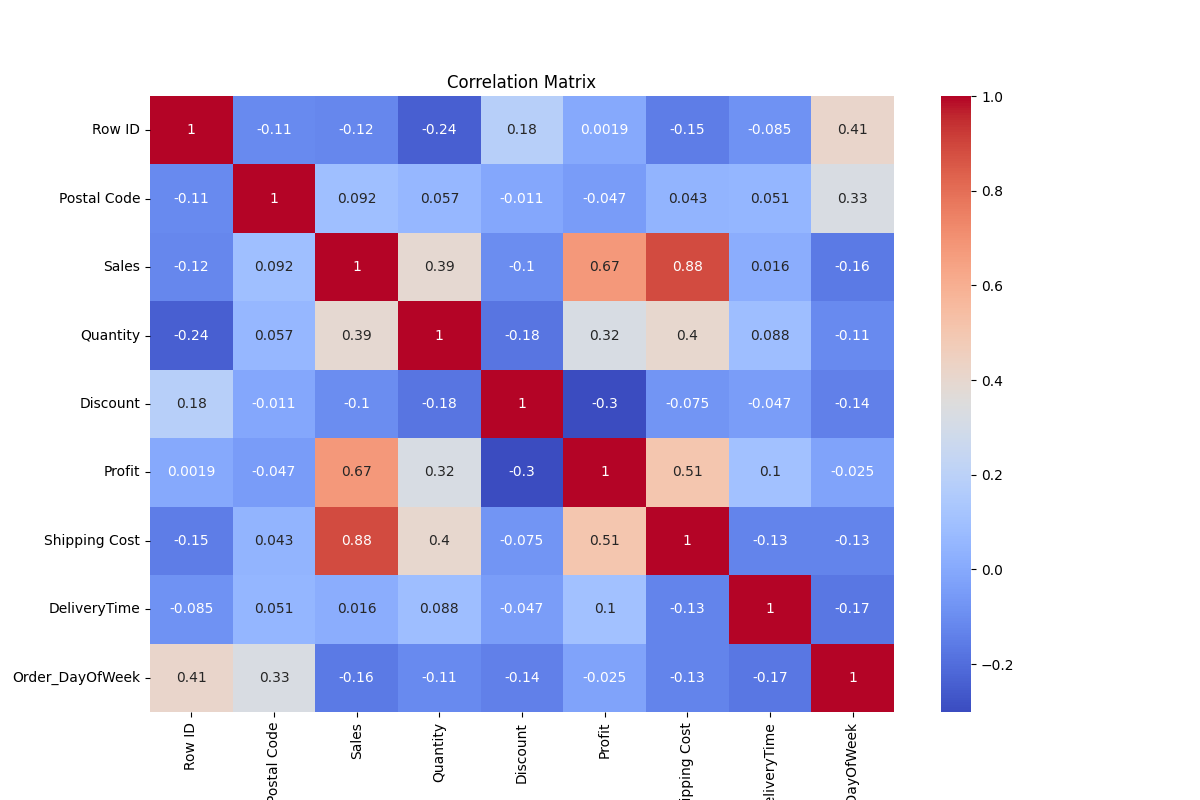 Correlation Matrix
Row ID 1 -0.11 -0.12 -0.24 0.18 0.0019 -0.15 -0.085 0.41
Postal Code -0.11 1 0.092 0.057 -0.011 -0.047 0.043 0.051 0.33
Sales -0.12 0.092 1 0.39 -0.1 0.67 0.88 0.016 -0.16
Quantity -0.24 0.057 0.39 1 -0.18 0.32 0.4 0.088 -0.11
Discount 0.18 -0.011 -0.1 -0.18 1 -0.3 -0.075 -0.047 -0.14
Profit 0.0019 -0.047 0.67 0.32 -0.3 1 0.51 0.1 -0.025
Shipping Cost -0.15 0.043 0.88 0.4 -0.075 0.51 1 -0.13 -0.13
DeliveryTime -0.085 0.051 0.016 0.088 -0.047 0.1 -0.13 1 -0.17
Order_DayOfWeek 0.41 0.33 -0.16 -0.11 -0.14 -0.025 -0.13 -0.17 1
Row ID
Postal Code
Sales
Quantity
Discount
Profit
ipping Cost
eliveryTime
DayOfWeek
1.0
0.8
0.6
0.4
0.2
0.0
−0.2